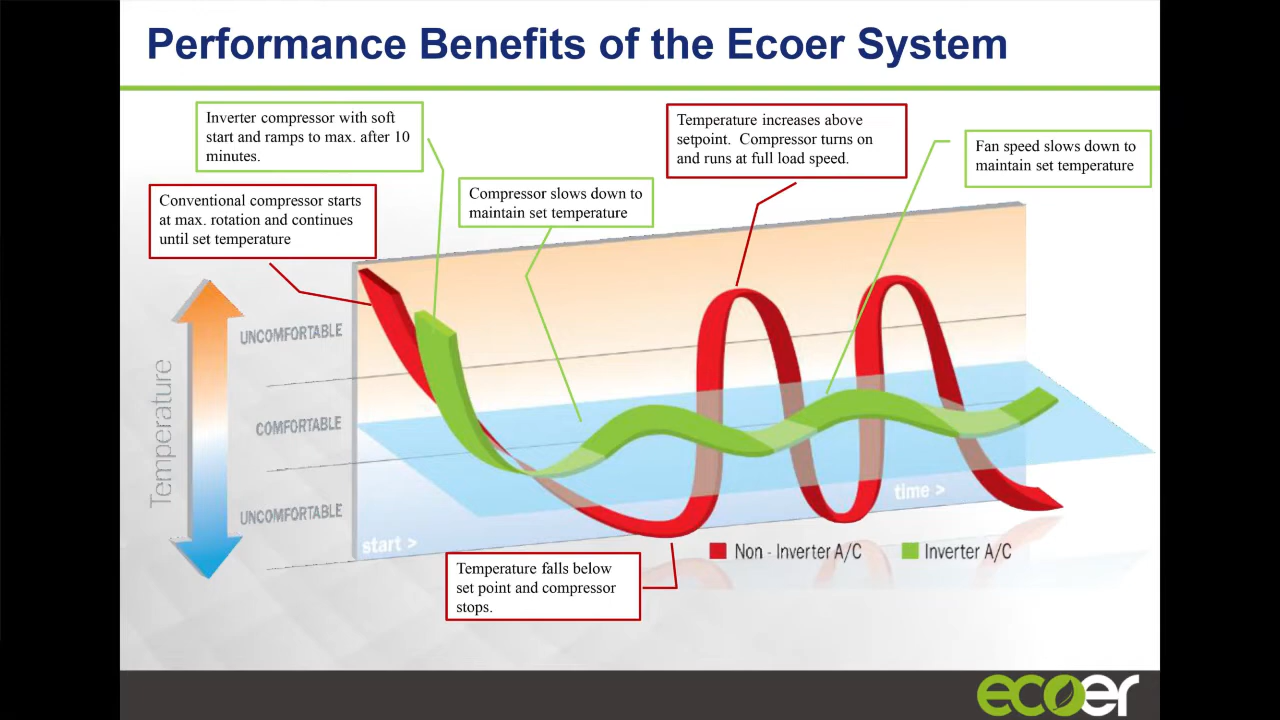 Performance Benefits of the Ecoer System
Inverter compressor with soft
start and ramps to max. after 10
minutes.
Conventional compressor starts
at max. rotation and continues
until set temperature
Compressor slows down to
maintain set temperature
Temperature increases above
setpoint.  Compressor turns on
and runs at full load speed.
Fan speed slows down to
maintain set temperature
Temperature
UNCOMFORTABLE
COMFORTABLE
UNCOMFORTABLE
start >
time >
Non - Inverter A/C
Inverter A/C
Temperature falls below
set point and compressor
stops.
ecoer